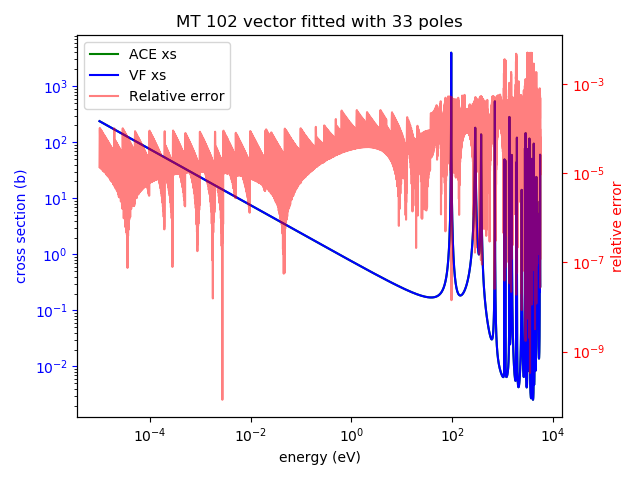 MT 102 vector fitted with 33 poles
ACE xs
VF xs
Relative error
cross section (b)
10³
10²
10¹
10⁰
10⁻¹
10⁻²
10⁻³
10⁻⁵
10⁻⁷
10⁻⁹
relative error
10⁻⁴
10⁻²
10⁰
10²
10⁴
energy (eV)